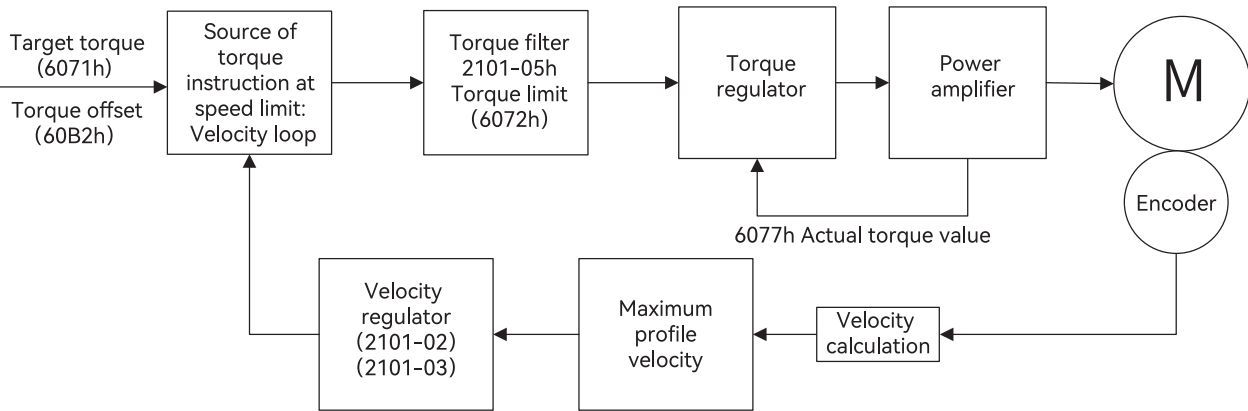 Target torque
(6071h)
Torque offset
(60B2h)
Source of
torque
instruction at
speed limit:
Velocity loop
Torque filter
2101-05h
Torque limit
(6072h)
Torque
regulator
Power
amplifier
M
Encoder
6077h Actual torque value
Velocity
regulator
(2101-02)
(2101-03)
Maximum
profile
velocity
Velocity
calculation